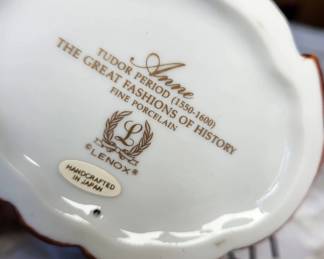 Anne
TUDOR PERIOD (1550-1600)
THE GREAT FASHIONS OF HISTORY
FINE PORCELAIN
L
© LENOX®
HANDCRAFTED
IN JAPAN